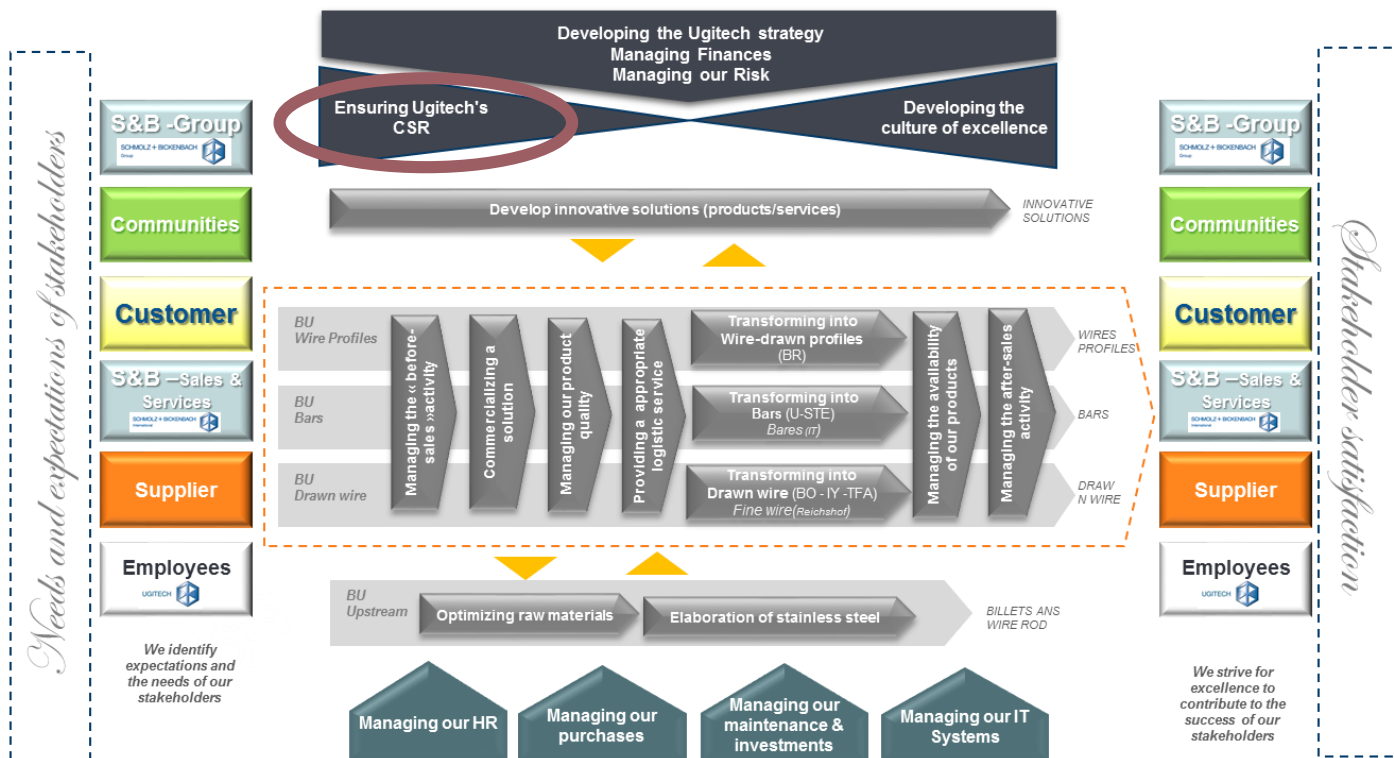 Developing the Ugitech strategy
Managing Finances
Managing our Risk
Ensuring Ugitech's
CSR
Developing the
culture of excellence
Needs and expectations of stakeholders
S&B -Group
SCHMOLZ + BICKENBACH
Group
Communities
Customer
S&B –Sales &
Services
SCHMOLZ + BICKENBACH
International
Supplier
Employees
UGITECH
We identify
expectations and
the needs of our
stakeholders
Develop innovative solutions (products/services)
INNOVATIVE
SOLUTIONS
BU
Wire Profiles
BU
Bars
BU
Drawn wire
Managing the « before-
sales »activity
Commercializing a
solution
Managing our product
quality
Providing a appropriate
logistic service
Transforming into
Wire-drawn profiles
(BR)
Transforming into
Bars (U-STE)
Bares (IT)
Transforming into
Drawn wire (BO - IY -TFA)
Fine wire(Reichshof)
Managing the availability
of our products
Managing the after-sales
activity
WIRES
PROFILES
BARS
DRAW
N WIRE
BU
Upstream
Optimizing raw materials
Elaboration of stainless steel
BILLETS ANS
WIRE ROD
Managing our HR
Managing our
purchases
Managing our
maintenance &
investments
Managing our IT
Systems
S&B -Group
SCHMOLZ + BICKENBACH
Group
Communities
Customer
S&B –Sales &
Services
SCHMOLZ + BICKENBACH
International
Supplier
Employees
UGITECH
We strive for
excellence to
contribute to the
success of our
stakeholders
Stakeholder satisfaction